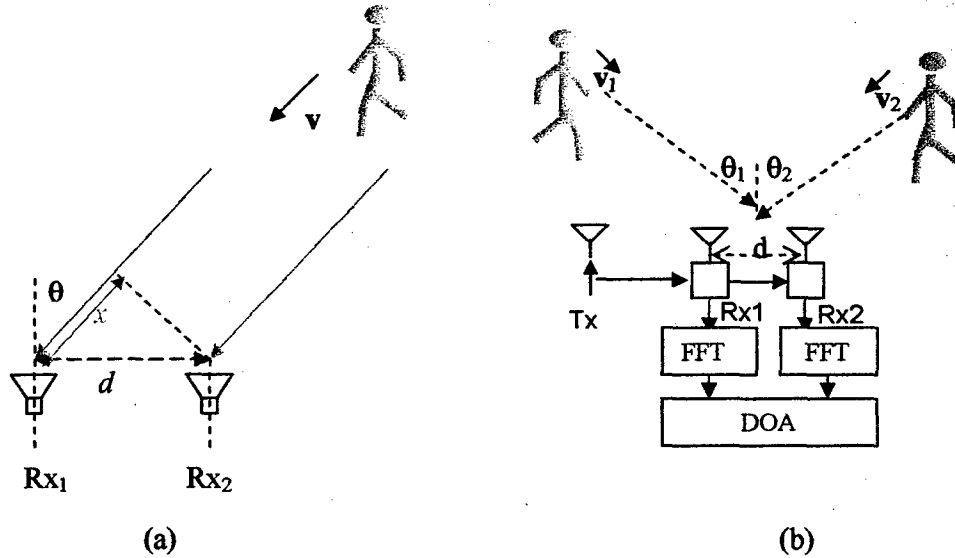 v
θ
x
d
Rx₁
Rx₂
(a)
v₁
v₂
θ₁
θ₂
d
Tx
Rx1
Rx2
FFT
FFT
DOA
(b)